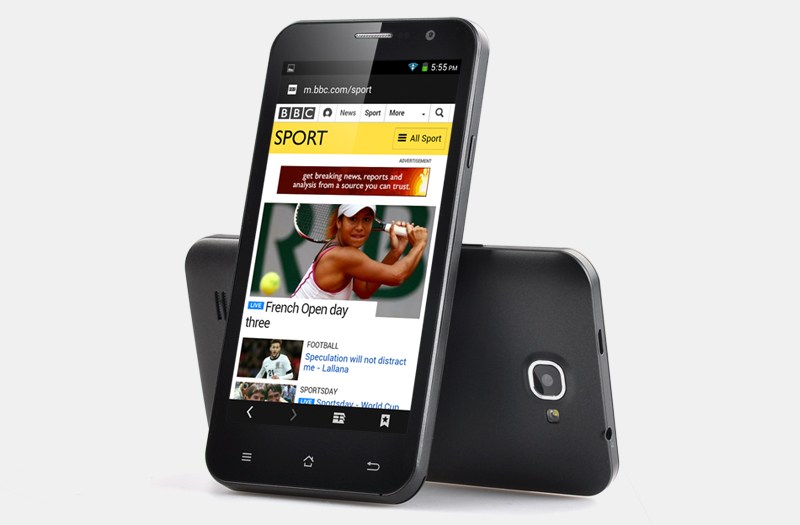 5:55 PM
m.bbc.com/sport
BBC News Sport More
SPORT All Sport
ADVERTISEMENT
get breaking news, reports and
analysis from a source you can trust.
LIVE French Open day
three
FOOTBALL
Speculation will not distract
me - Lallana
21
SPORTSDAY
LIVE Sportsday - World Cup